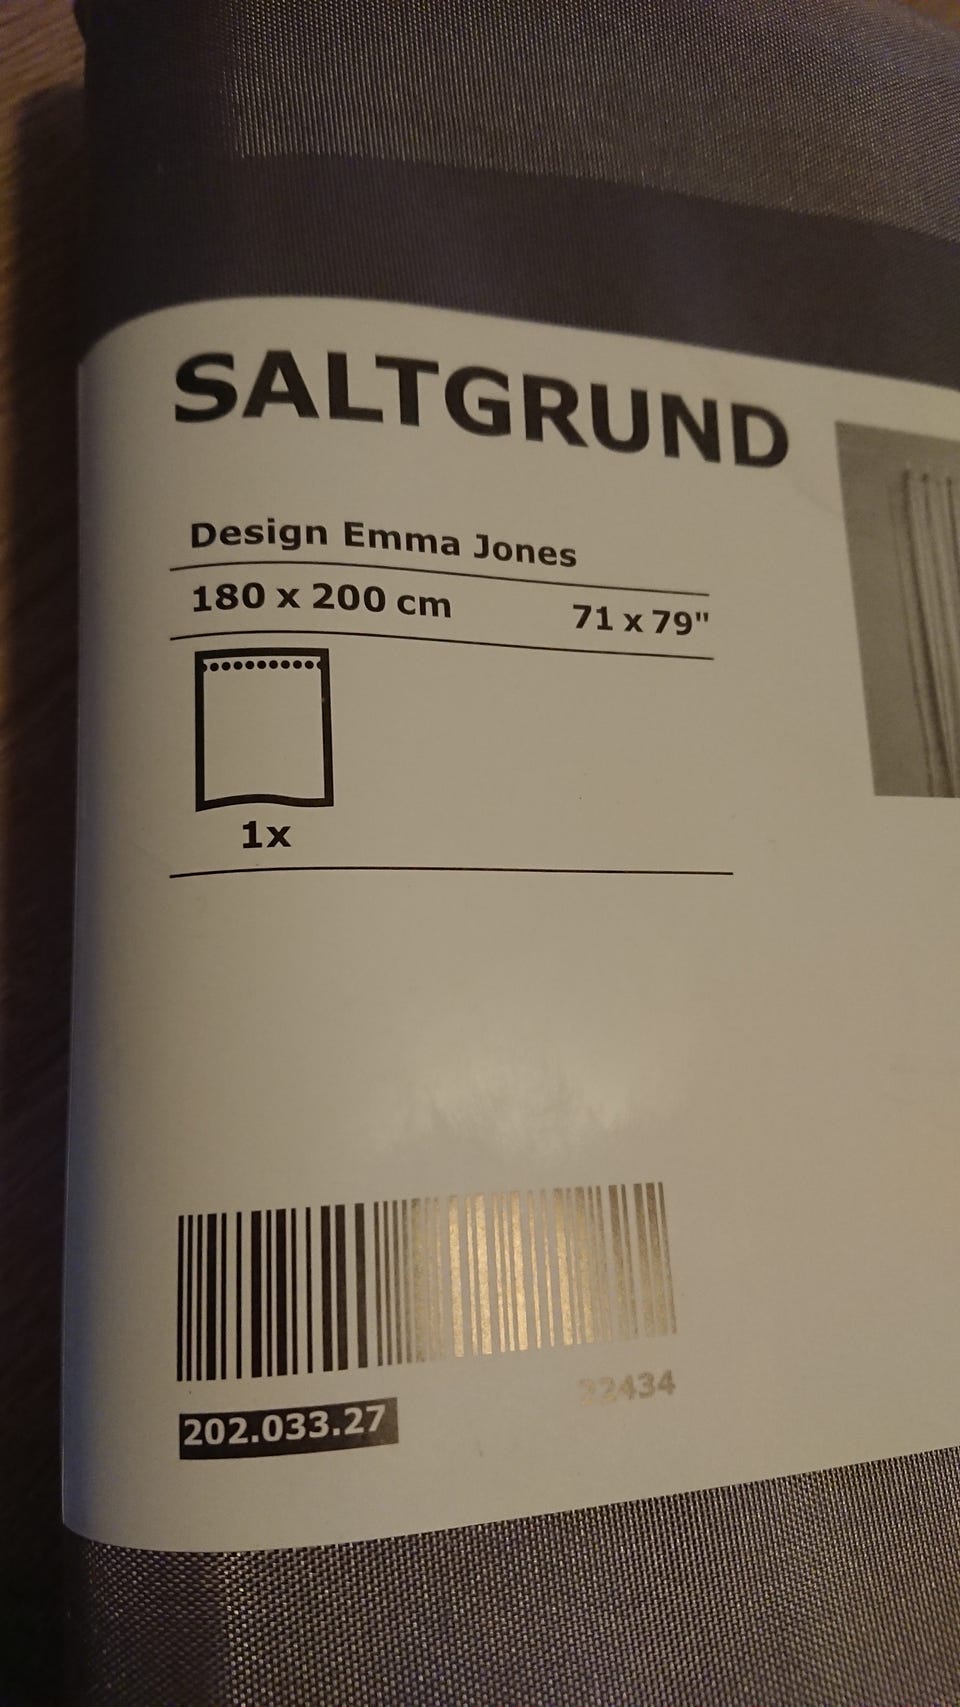 SALTGRUND
Design Emma Jones
180 x 200 cm 71 x 79"
1x
22434
202.033.27